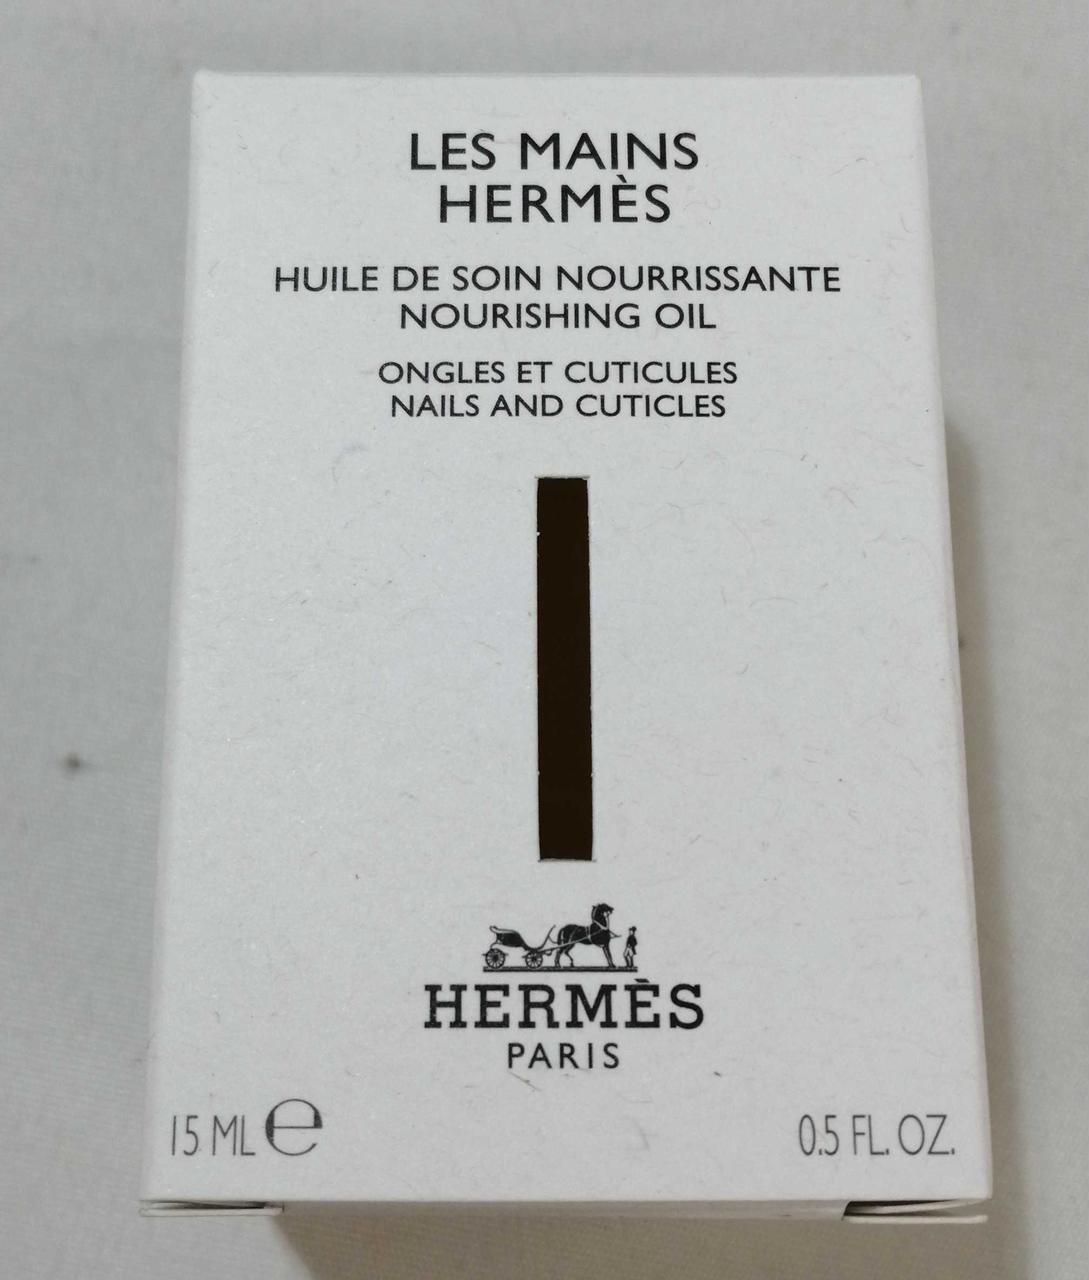 LES MAINS
HERMÈS
HUILE DE SOIN NOURRISSANTE
NOURISHING OIL
ONGLES ET CUTICULES
NAILS AND CUTICLES
HERMÈS
PARIS
15 ML ℮
0.5 FL. OZ.